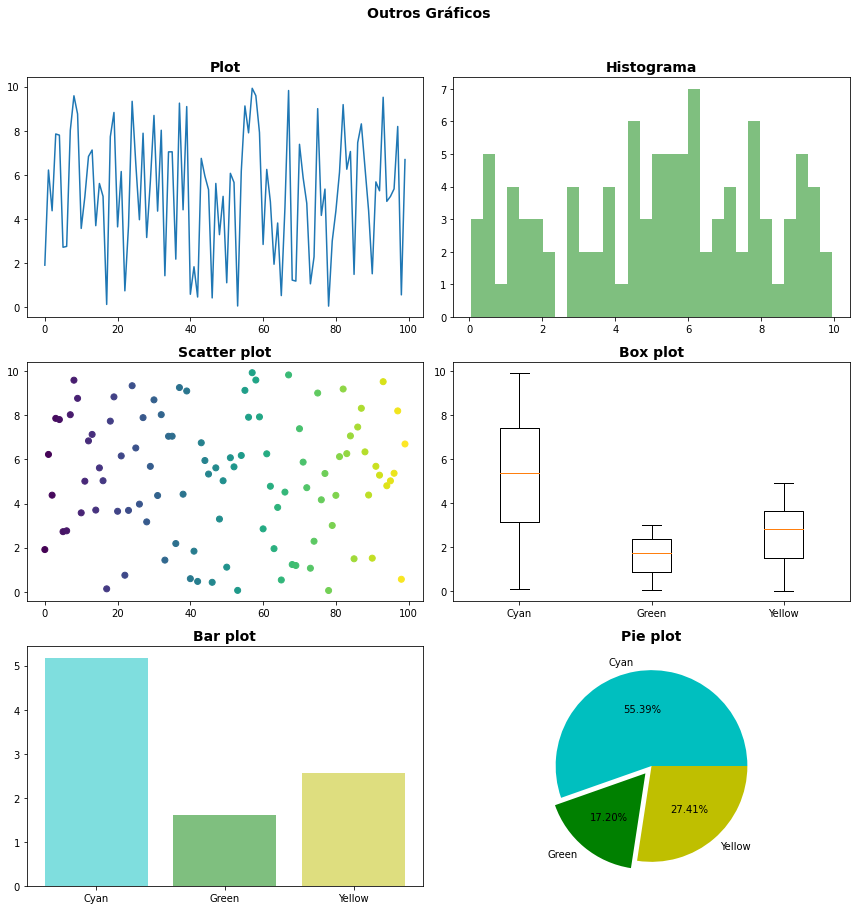 Outros Gráficos
Plot
10
8
6
4
2
0
0 20 40 60 80 100
Histograma
7
6
5
4
3
2
1
0
0 2 4 6 8 10
Scatter plot
10
8
6
4
2
0
0 20 40 60 80 100
Box plot
10
8
6
4
2
0
Cyan Green Yellow
Bar plot
5
4
3
2
1
0
Cyan Green Yellow
Pie plot
Cyan
55.39%
17.20%
27.41%
Green
Yellow